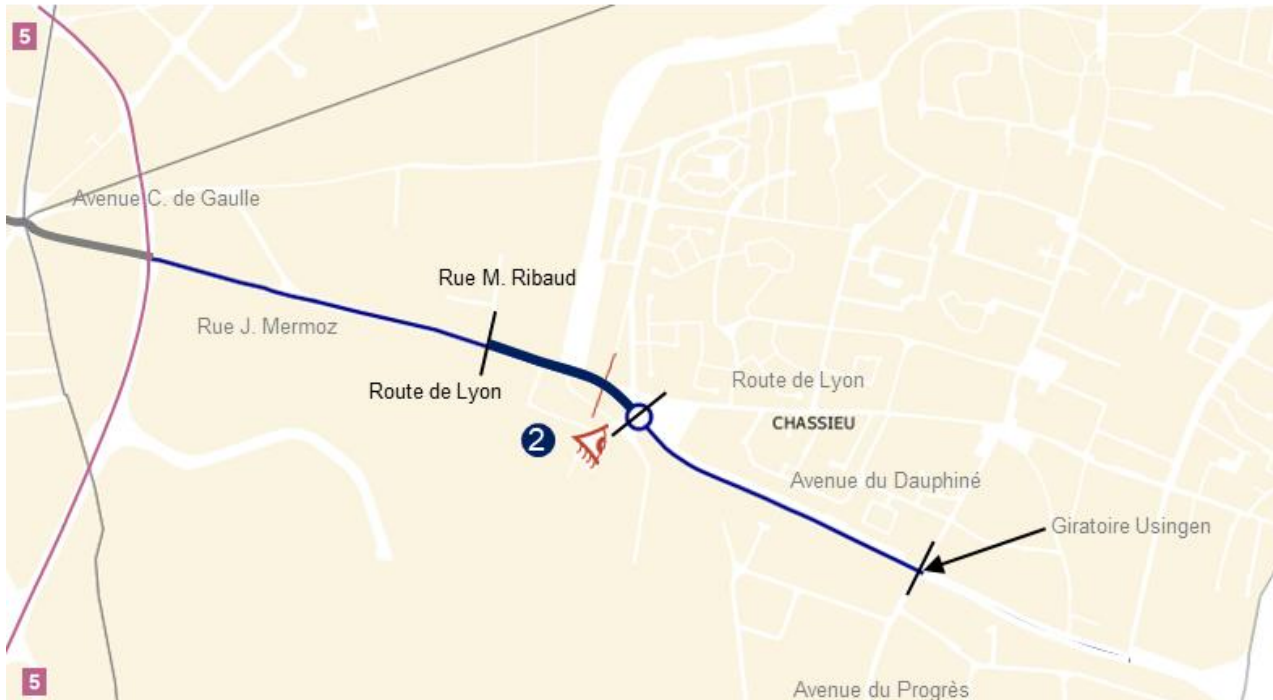 5
Avenue C. de Gaulle
Rue M. Ribaud
Rue J. Mermoz
Route de Lyon
Route de Lyon
CHASSIEU
2
Avenue du Dauphiné
Giratoire Usingen
5
Avenue du Progrès